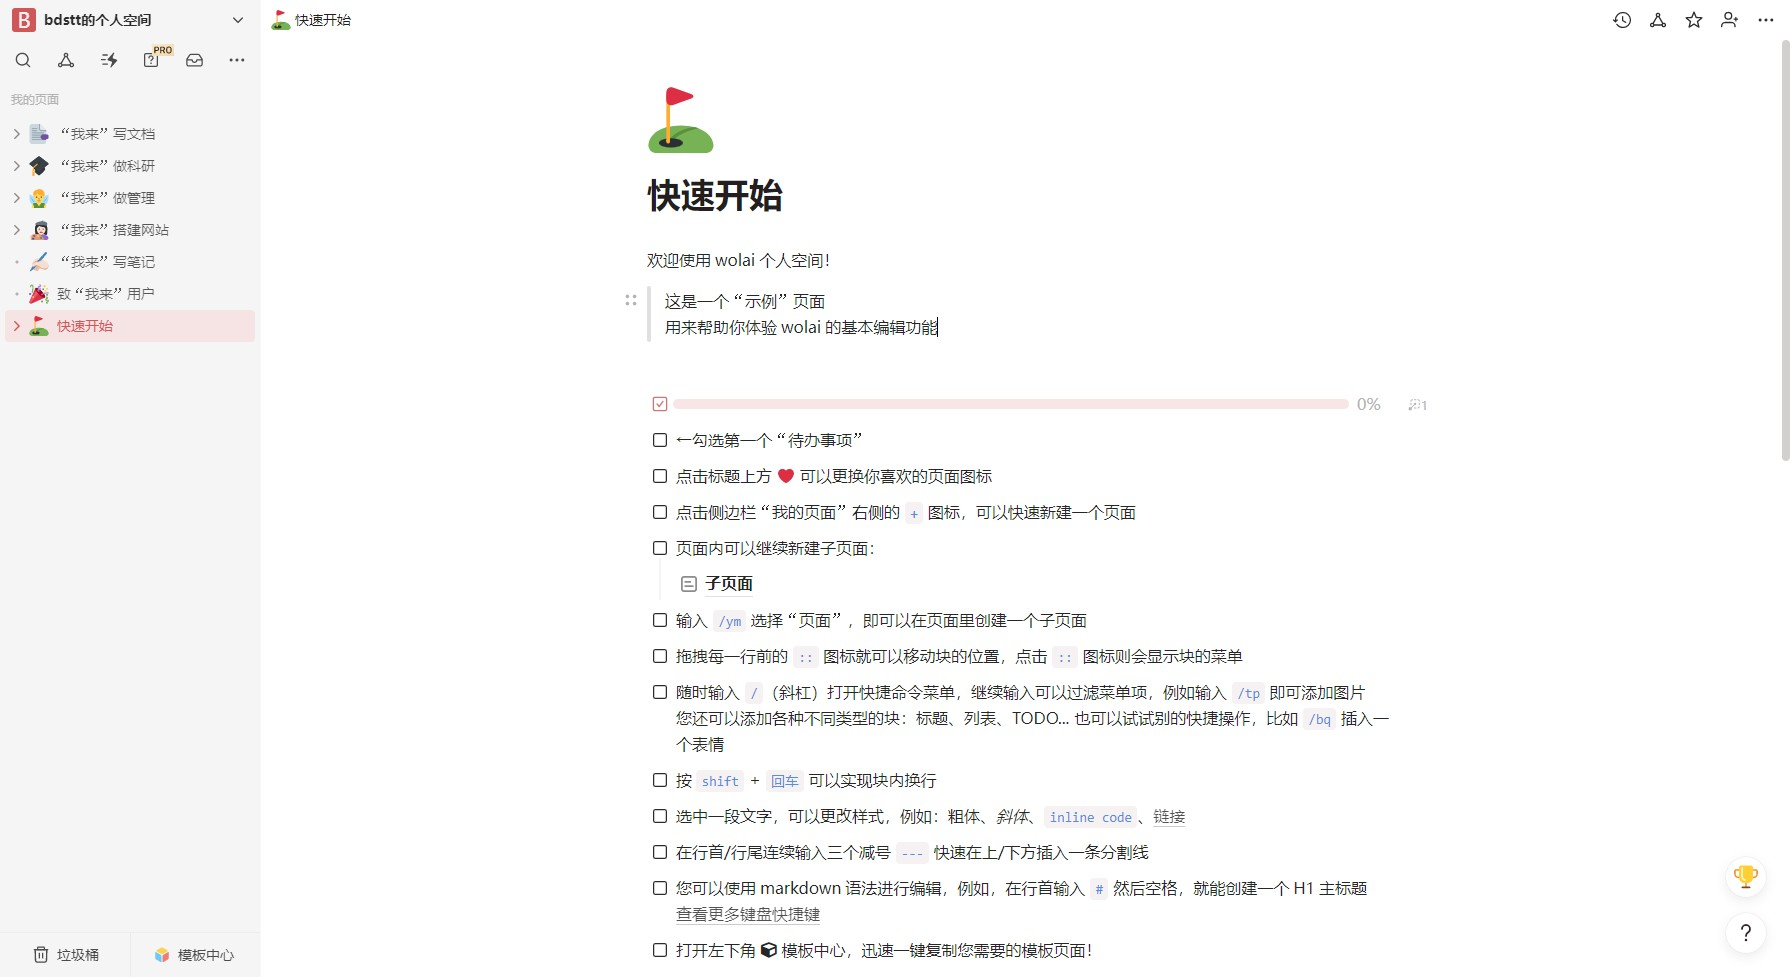 B bdstt的个人空间
快速开始
PRO
我的页面
“我来”写文档
“我来”做科研
“我来”做管理
“我来”搭建网站
“我来”写笔记
致“我来”用户
快速开始
垃圾桶
模板中心
快速开始
欢迎使用 wolai 个人空间！
这是一个“示例”页面
用来帮助你体验 wolai 的基本编辑功能
0%
1
←勾选第一个“待办事项”
点击标题上方 ❤ 可以更换你喜欢的页面图标
点击侧边栏“我的页面”右侧的 + 图标，可以快速新建一个页面
页面内可以继续新建子页面：
子页面
输入 /ym 选择“页面”，即可以在页面里创建一个子页面
拖拽每一行前的 :: 图标就可以移动块的位置，点击 :: 图标则会显示块的菜单
随时输入 /（斜杠）打开快捷命令菜单，继续输入可以过滤菜单项，例如输入 /tp 即可添加图片
您还可以添加各种不同类型的块：标题、列表、TODO... 也可以试试别的快捷操作，比如 /bq 插入一
个表情
按 shift + 回车 可以实现块内换行
选中一段文字，可以更改样式，例如：粗体、斜体、inline code、链接
在行首/行尾连续输入三个减号 --- 快速在上/下方插入一条分割线
您可以使用 markdown 语法进行编辑，例如，在行首输入 # 然后空格，就能创建一个 H1 主标题
查看更多键盘快捷键
打开左下角 模板中心，迅速一键复制您需要的模板页面！
?